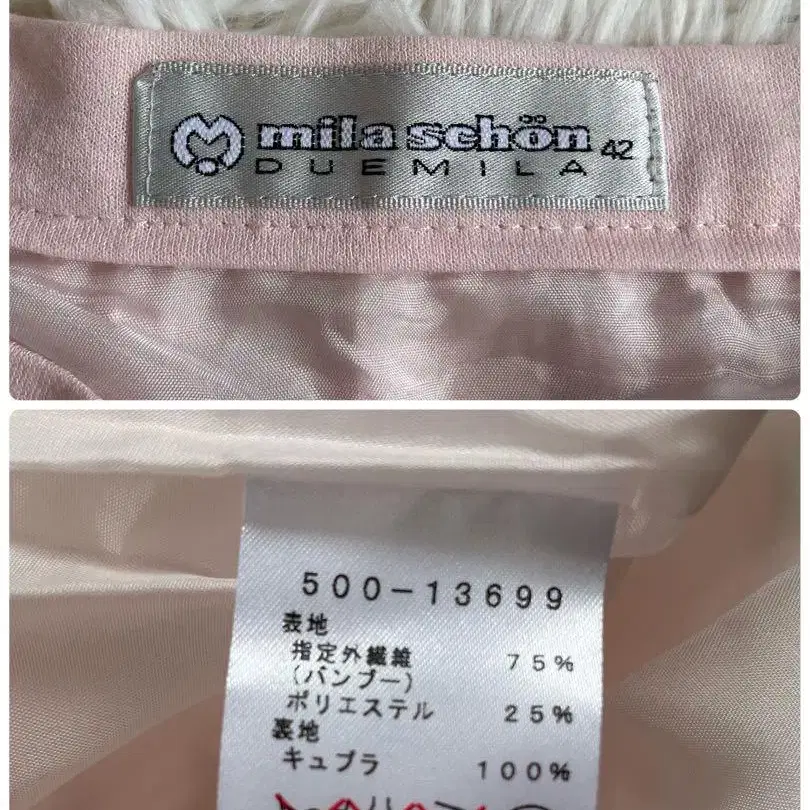 mila schön 42
DUEMILA
500-13699
表地
指定外繊維 75%
(バンブー)
ポリエステル 25%
裏地
キュプラ 100%